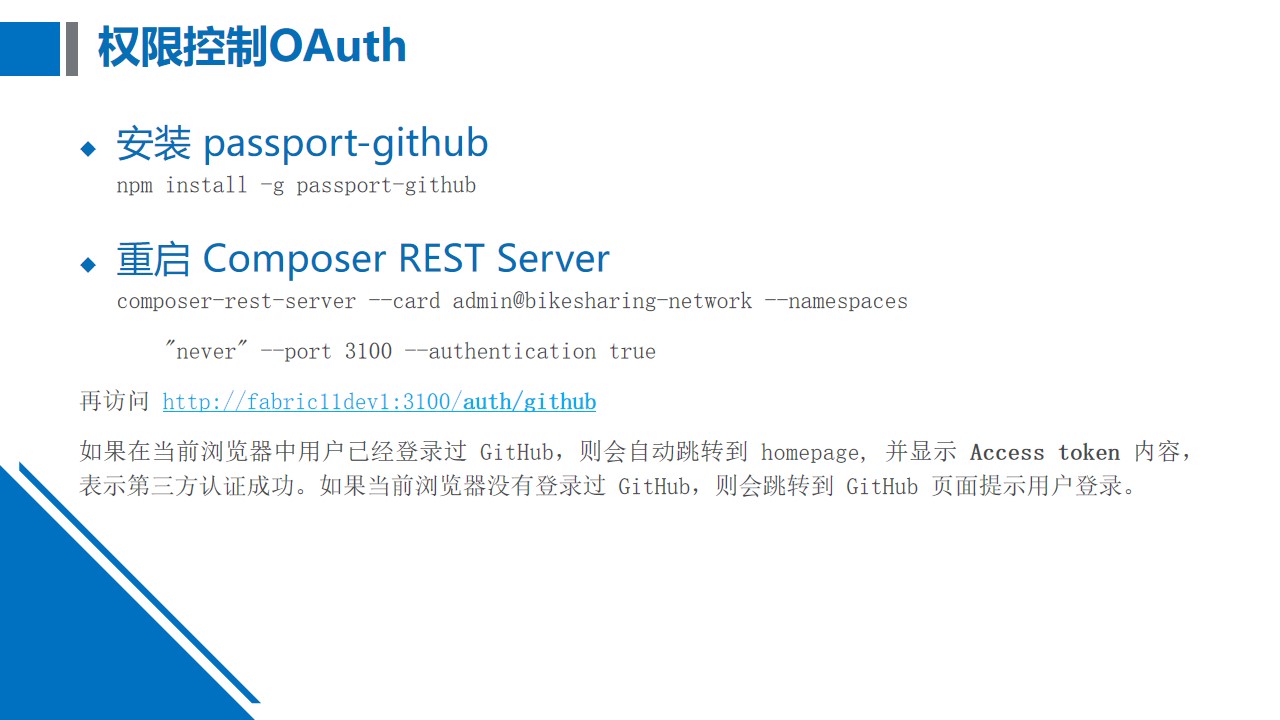 权限控制OAuth
安装 passport-github
npm install -g passport-github
重启 Composer REST Server
composer-rest-server --card admin@bikesharing-network --namespaces
"never" --port 3100 --authentication true
再访问 http://fabric11dev1:3100/auth/github
如果在当前浏览器中用户已经登录过 GitHub，则会自动跳转到 homepage, 并显示 Access token 内容，
表示第三方认证成功。如果当前浏览器没有登录过 GitHub，则会跳转到 GitHub 页面提示用户登录。